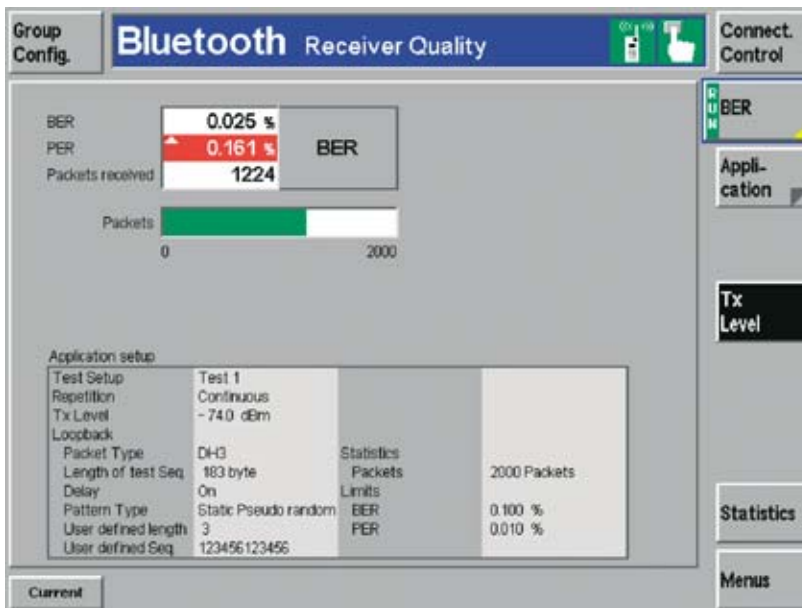 Group
Config.
Bluetooth Receiver Quality
Connect.
Control
BER 0.025 %
PER 0.161 %
Packets received 1224
BER
Packets
0 2000
RUN
BER
Appli-
cation
Tx
Level
Application setup
Test Setup Test 1
Repetition Continuous
Tx Level - 74.0 dBm
Loopback
Packet Type DH3 Statistics
Length of test Seq. 183 byte Packets 2000 Packets
Delay On Limits
Pattern Type Static Pseudo random BER 0.100 %
User defined length 3 PER 0.010 %
User defined Seq. 123456123456
Statistics
Menus
Current